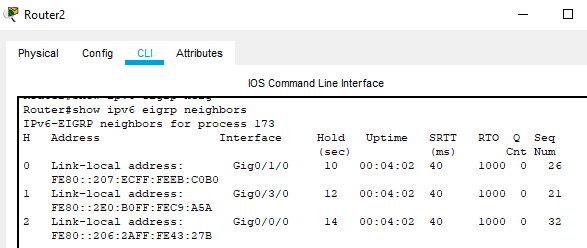 Router2
Physical Config CLI Attributes
IOS Command Line Interface
Router#show ipv6 eigrp neighbors
IPv6-EIGRP neighbors for process 173
H Address Interface Hold Uptime SRTT RTO Q Seq
(sec) (ms) Cnt Num
0 Link-local address: Gig0/1/0 10 00:04:02 40 1000 0 26
FE80::207:ECFF:FEEB:C0B0
1 Link-local address: Gig0/3/0 12 00:04:02 40 1000 0 21
FE80::2E0:B0FF:FEC9:A5A
2 Link-local address: Gig0/0/0 14 00:04:02 40 1000 0 32
FE80::206:2AFF:FE43:27B